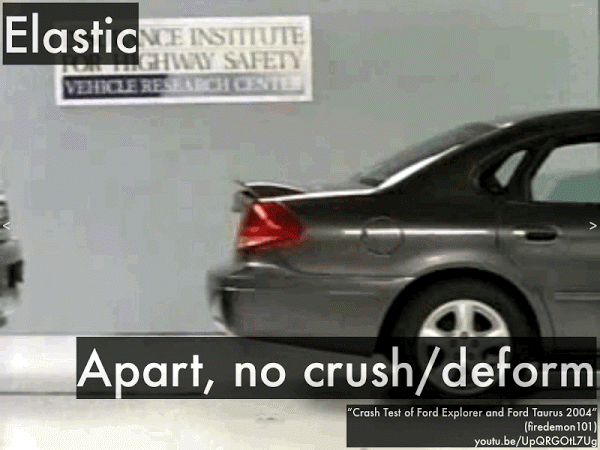 Elastic
NCE INSTITUTE
FOR HIGHWAY SAFETY
VEHICLE RESEARCH CENTER
<
>
Apart, no crush/deform
"Crash Test of Ford Explorer and Ford Taurus 2004"
(firedemon101)
youtu.be/UpQRGOtL7Ug